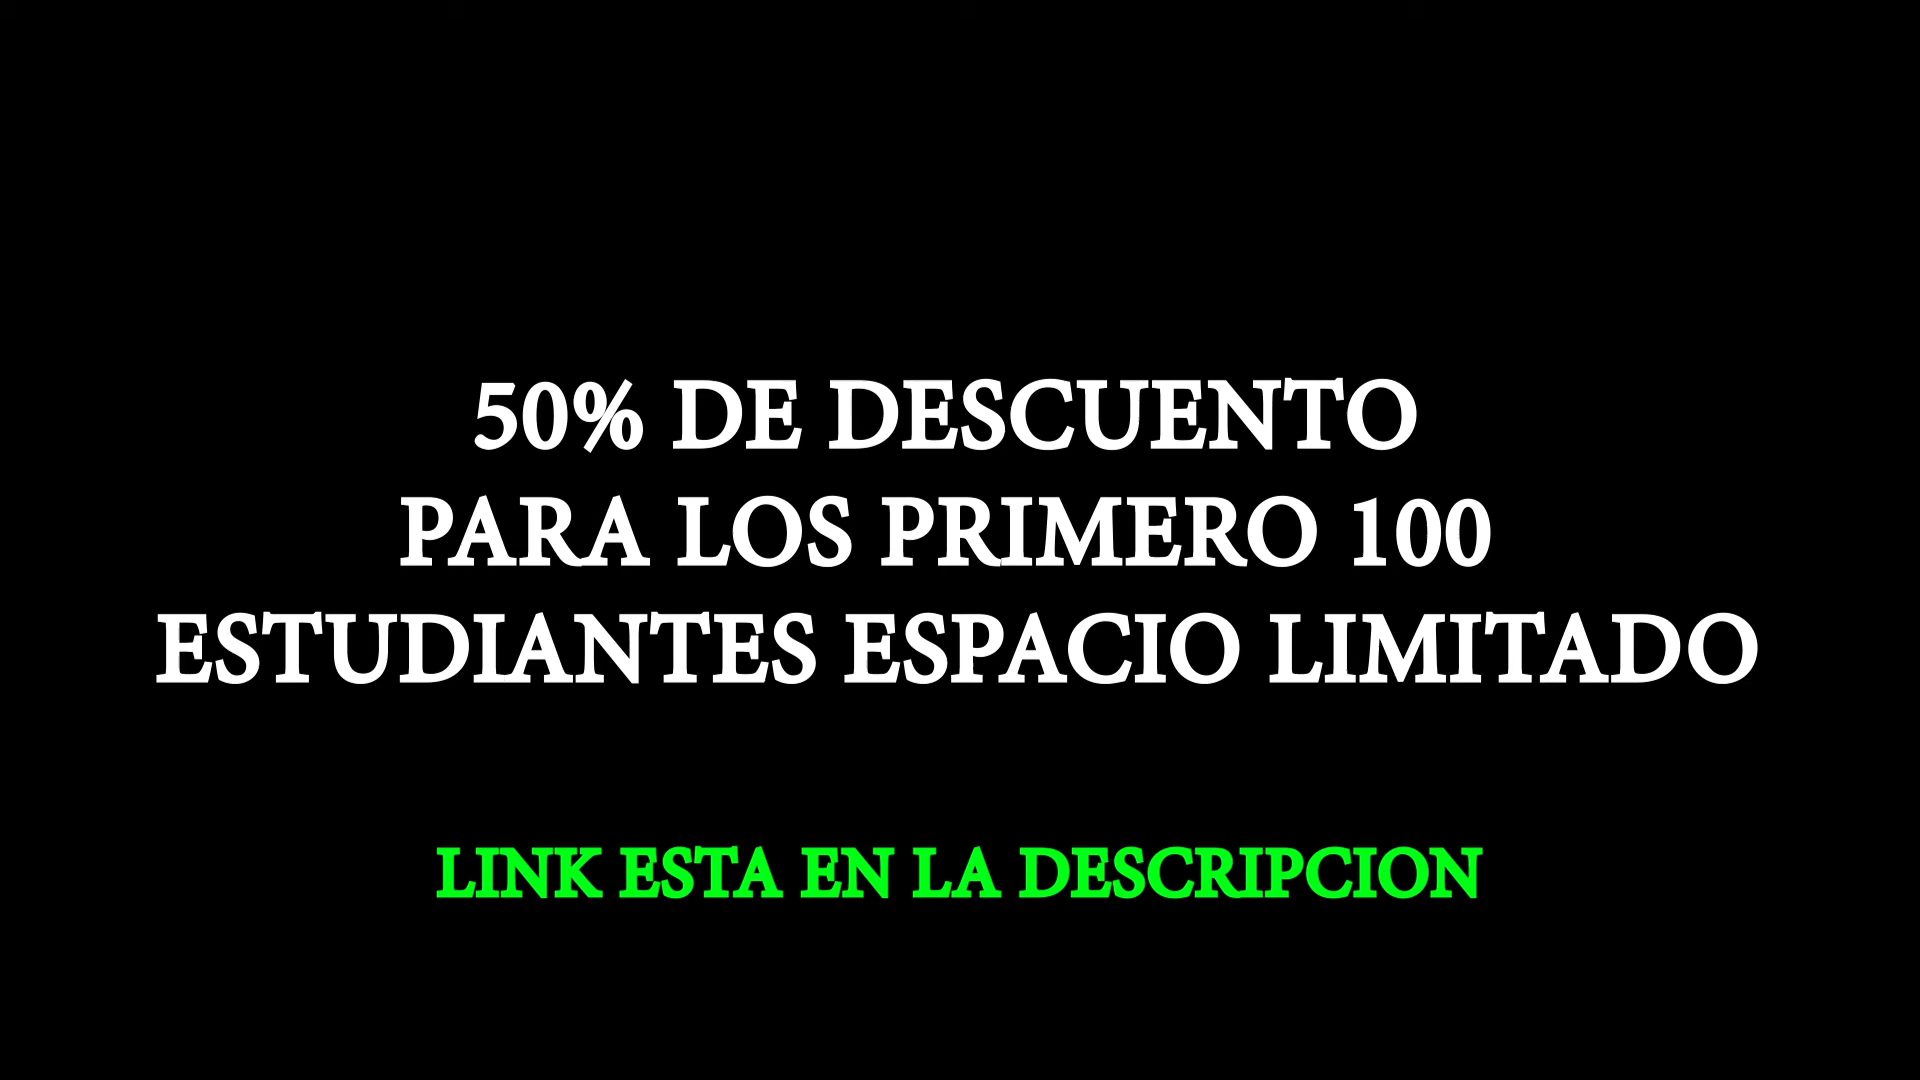 50% DE DESCUENTO
PARA LOS PRIMERO 100
ESTUDIANTES ESPACIO LIMITADO
LINK ESTA EN LA DESCRIPCION